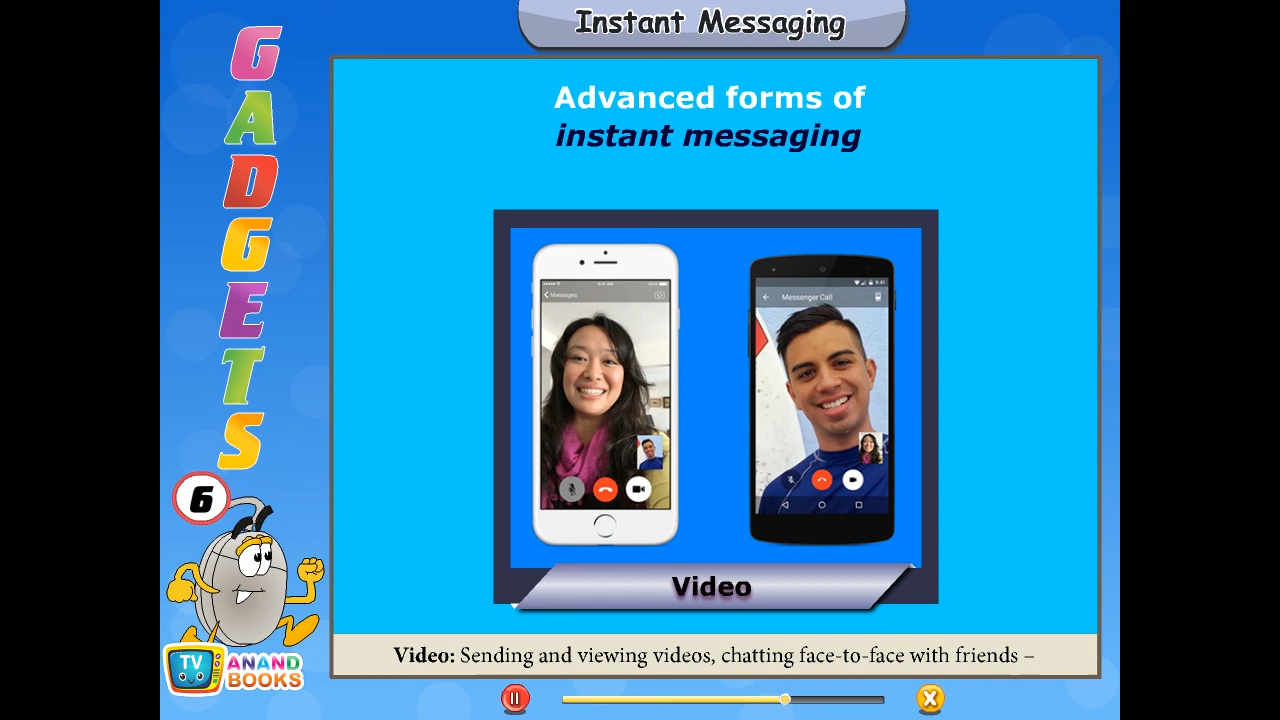 Instant Messaging
GADGETS
6
Advanced forms of
instant messaging
Messages
Messenger Call
Video
Video: Sending and viewing videos, chatting face-to-face with friends –
TV
ANAND
BOOKS